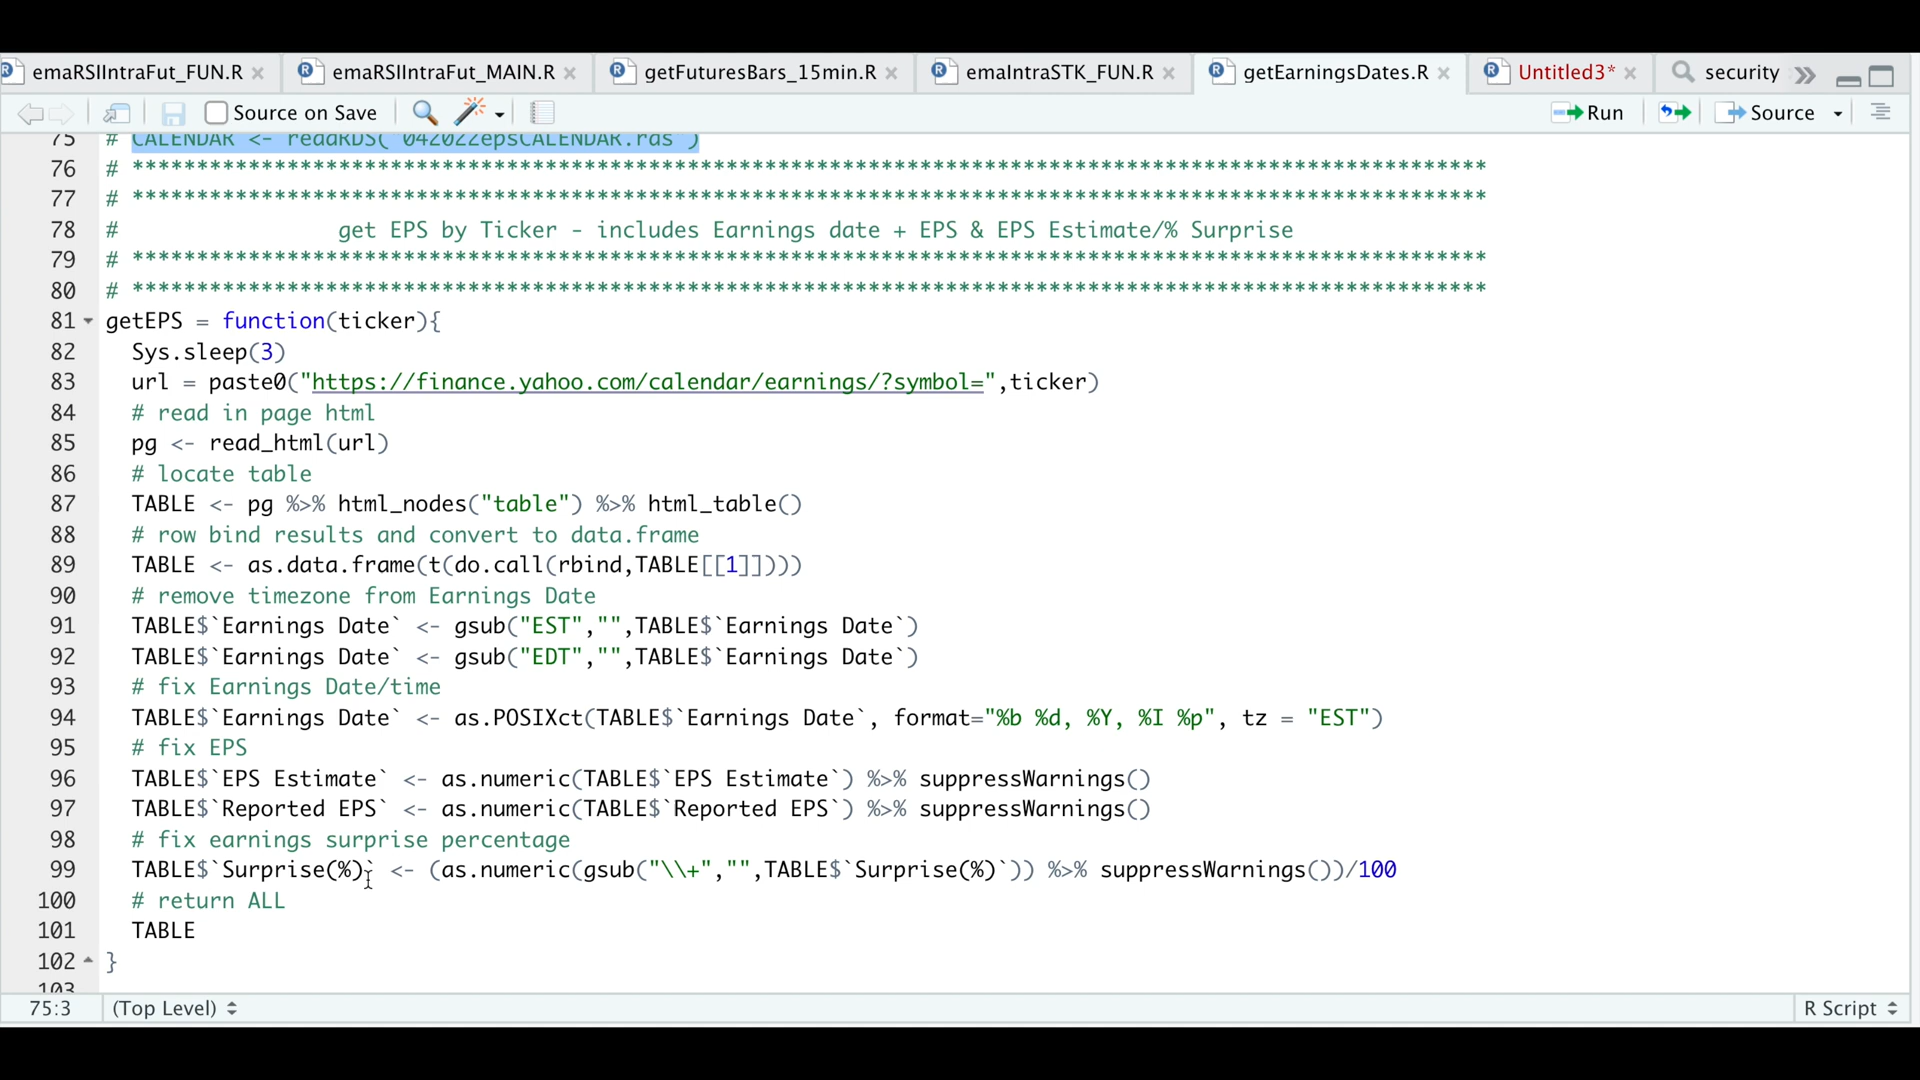 emaRSIIntraFut_FUN.R emaRSIIntraFut_MAIN.R getFuturesBars_15min.R emaIntraSTK_FUN.R getEarningsDates.R Untitled3* security
Source on Save Run Source
75 # CALENDAR <- readRDS("042022epsCALENDAR.rds")
76 # *********************************************************************************************************
77 # *********************************************************************************************************
78 # get EPS by Ticker - includes Earnings date + EPS & EPS Estimate/% Surprise
79 # *********************************************************************************************************
80 # *********************************************************************************************************
81 getEPS = function(ticker){
82 Sys.sleep(3)
83 url = paste0("https://finance.yahoo.com/calendar/earnings/?symbol=",ticker)
84 # read in page html
85 pg <- read_html(url)
86 # locate table
87 TABLE <- pg %>% html_nodes("table") %>% html_table()
88 # row bind results and convert to data.frame
89 TABLE <- as.data.frame(t(do.call(rbind,TABLE[[1]])))
90 # remove timezone from Earnings Date
91 TABLE$`Earnings Date` <- gsub("EST","",TABLE$`Earnings Date`)
92 TABLE$`Earnings Date` <- gsub("EDT","",TABLE$`Earnings Date`)
93 # fix Earnings Date/time
94 TABLE$`Earnings Date` <- as.POSIXct(TABLE$`Earnings Date`, format="%b %d, %Y, %I %p", tz = "EST")
95 # fix EPS
96 TABLE$`EPS Estimate` <- as.numeric(TABLE$`EPS Estimate`) %>% suppressWarnings()
97 TABLE$`Reported EPS` <- as.numeric(TABLE$`Reported EPS`) %>% suppressWarnings()
98 # fix earnings surprise percentage
99 TABLE$`Surprise(%)` <- (as.numeric(gsub("\\+","",TABLE$`Surprise(%)`)) %>% suppressWarnings())/100
100 # return ALL
101 TABLE
102 }
103
75:3 (Top Level) R Script